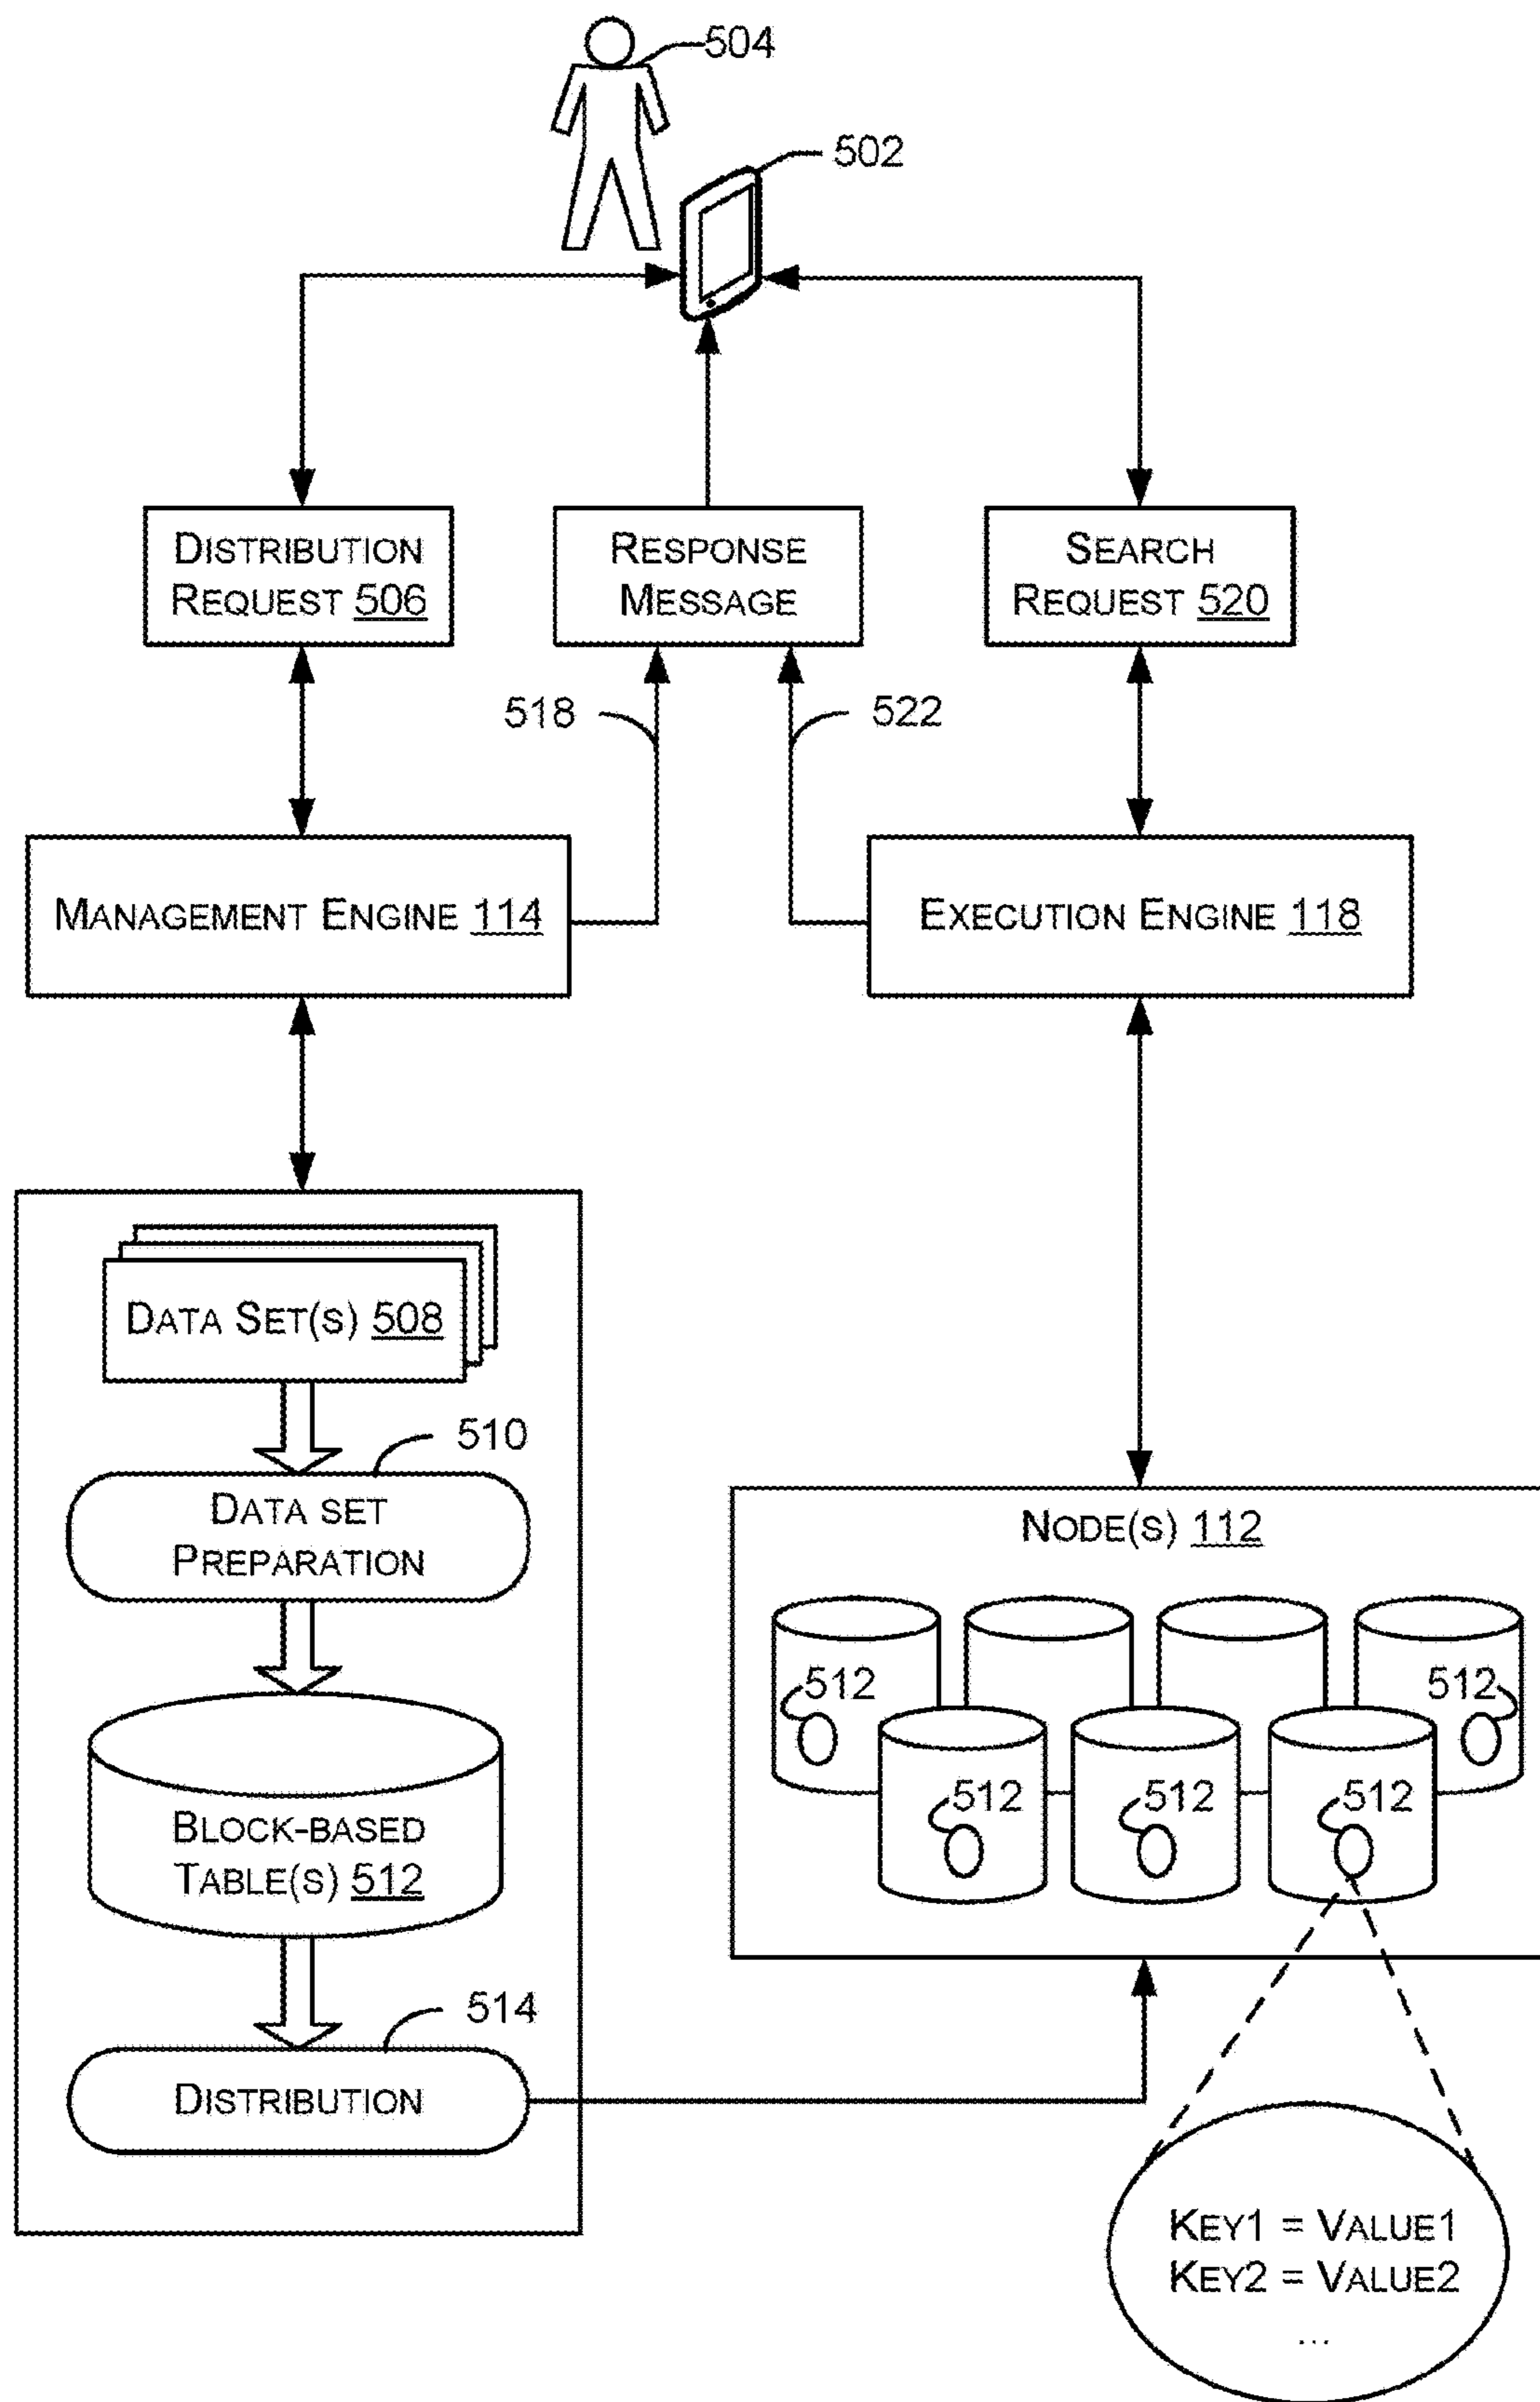 504
502
DISTRIBUTION
REQUEST 506
RESPONSE
MESSAGE
SEARCH
REQUEST 520
518
522
MANAGEMENT ENGINE 114
EXECUTION ENGINE 118
DATA SET(S) 508
510
DATA SET
PREPARATION
BLOCK-BASED
TABLE(S) 512
514
DISTRIBUTION
NODE(S) 112
512
512
512
512
512
KEY1 = VALUE1
KEY2 = VALUE2
...